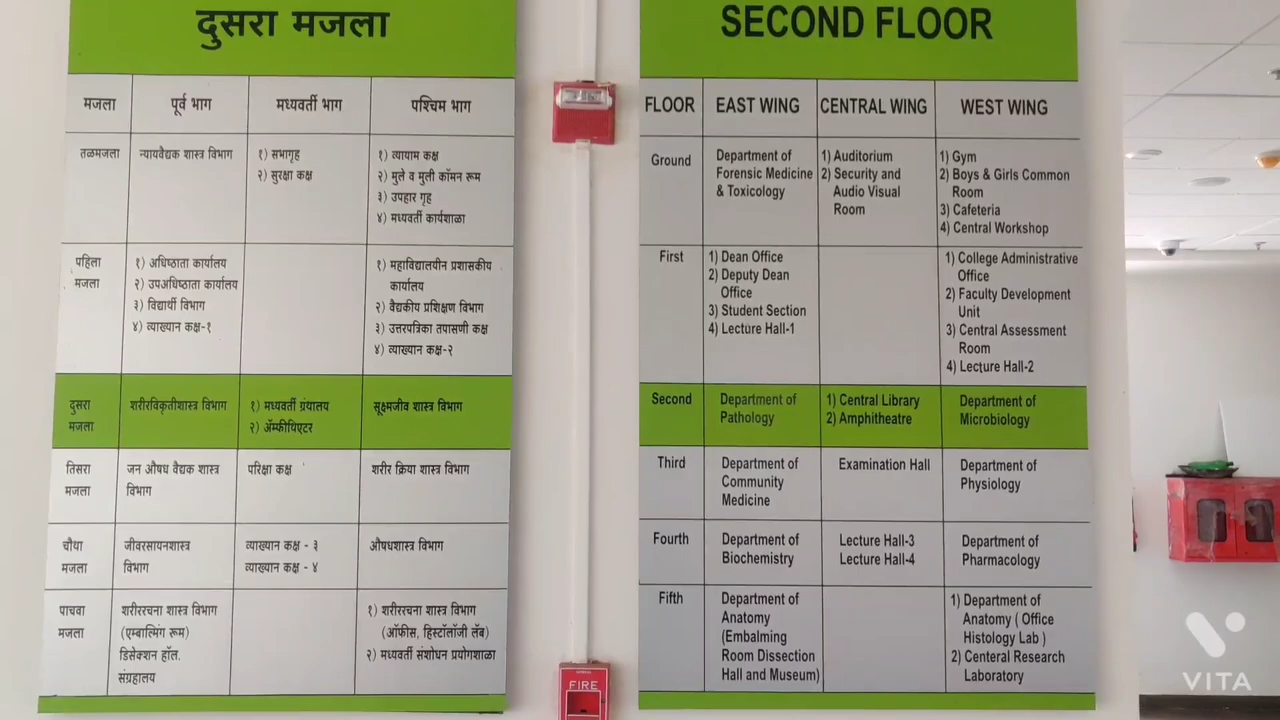 दुसरा मजला
मजला पूर्व भाग मध्यवर्ती भाग पश्चिम भाग
तळमजला
न्यायवैद्यक शास्त्र विभाग
१) सभागृह
२) सुरक्षा कक्ष
१) व्यायाम कक्ष
२) मुले व मुली कॉमन रूम
३) उपहार गृह
४) मध्यवर्ती कार्यशाळा
पहिला
मजला
१) अधिष्ठाता कार्यालय
२) उपअधिष्ठाता कार्यालय
३) विद्यार्थी विभाग
४) व्याख्यान कक्ष-१
१) महाविद्यालयीन प्रशासकीय
कार्यालय
२) वैद्यकीय प्रशिक्षण विभाग
३) उत्तरपत्रिका तपासणी कक्ष
४) व्याख्यान कक्ष-२
दुसरा
मजला
शरीरविकृतीशास्त्र विभाग
१) मध्यवर्ती ग्रंथालय
२) ॲम्फीथिएटर
सूक्ष्मजीव शास्त्र विभाग
तिसरा
मजला
जन औषध वैद्यक शास्त्र
विभाग
परिक्षा कक्ष
शरीर क्रिया शास्त्र विभाग
चौथा
मजला
जीवरसायनशास्त्र
विभाग
व्याख्यान कक्ष - ३
व्याख्यान कक्ष - ४
औषधशास्त्र विभाग
पाचवा
मजला
शरीररचना शास्त्र विभाग
(एम्बाल्मिंग रूम)
डिसेक्शन हॉल.
संग्रहालय
१) शरीररचना शास्त्र विभाग
(ऑफीस, हिस्टॉलॉजी लॅब)
२) मध्यवर्ती संशोधन प्रयोगशाळा
SECOND FLOOR
FLOOR EAST WING CENTRAL WING WEST WING
Ground
Department of
Forensic Medicine
& Toxicology
1) Auditorium
2) Security and
Audio Visual
Room
1) Gym
2) Boys & Girls Common
Room
3) Cafeteria
4) Central Workshop
First
1) Dean Office
2) Deputy Dean
Office
3) Student Section
4) Lecture Hall-1
1) College Administrative
Office
2) Faculty Development
Unit
3) Central Assessment
Room
4) Lecture Hall-2
Second
Department of
Pathology
1) Central Library
2) Amphitheatre
Department of
Microbiology
Third
Department of
Community
Medicine
Examination Hall
Department of
Physiology
Fourth
Department of
Biochemistry
Lecture Hall-3
Lecture Hall-4
Department of
Pharmacology
Fifth
Department of
Anatomy
(Embalming
Room Dissection
Hall and Museum)
1) Department of
Anatomy ( Office
Histology Lab )
2) Centeral Research
Laboratory
FIRE
VITA